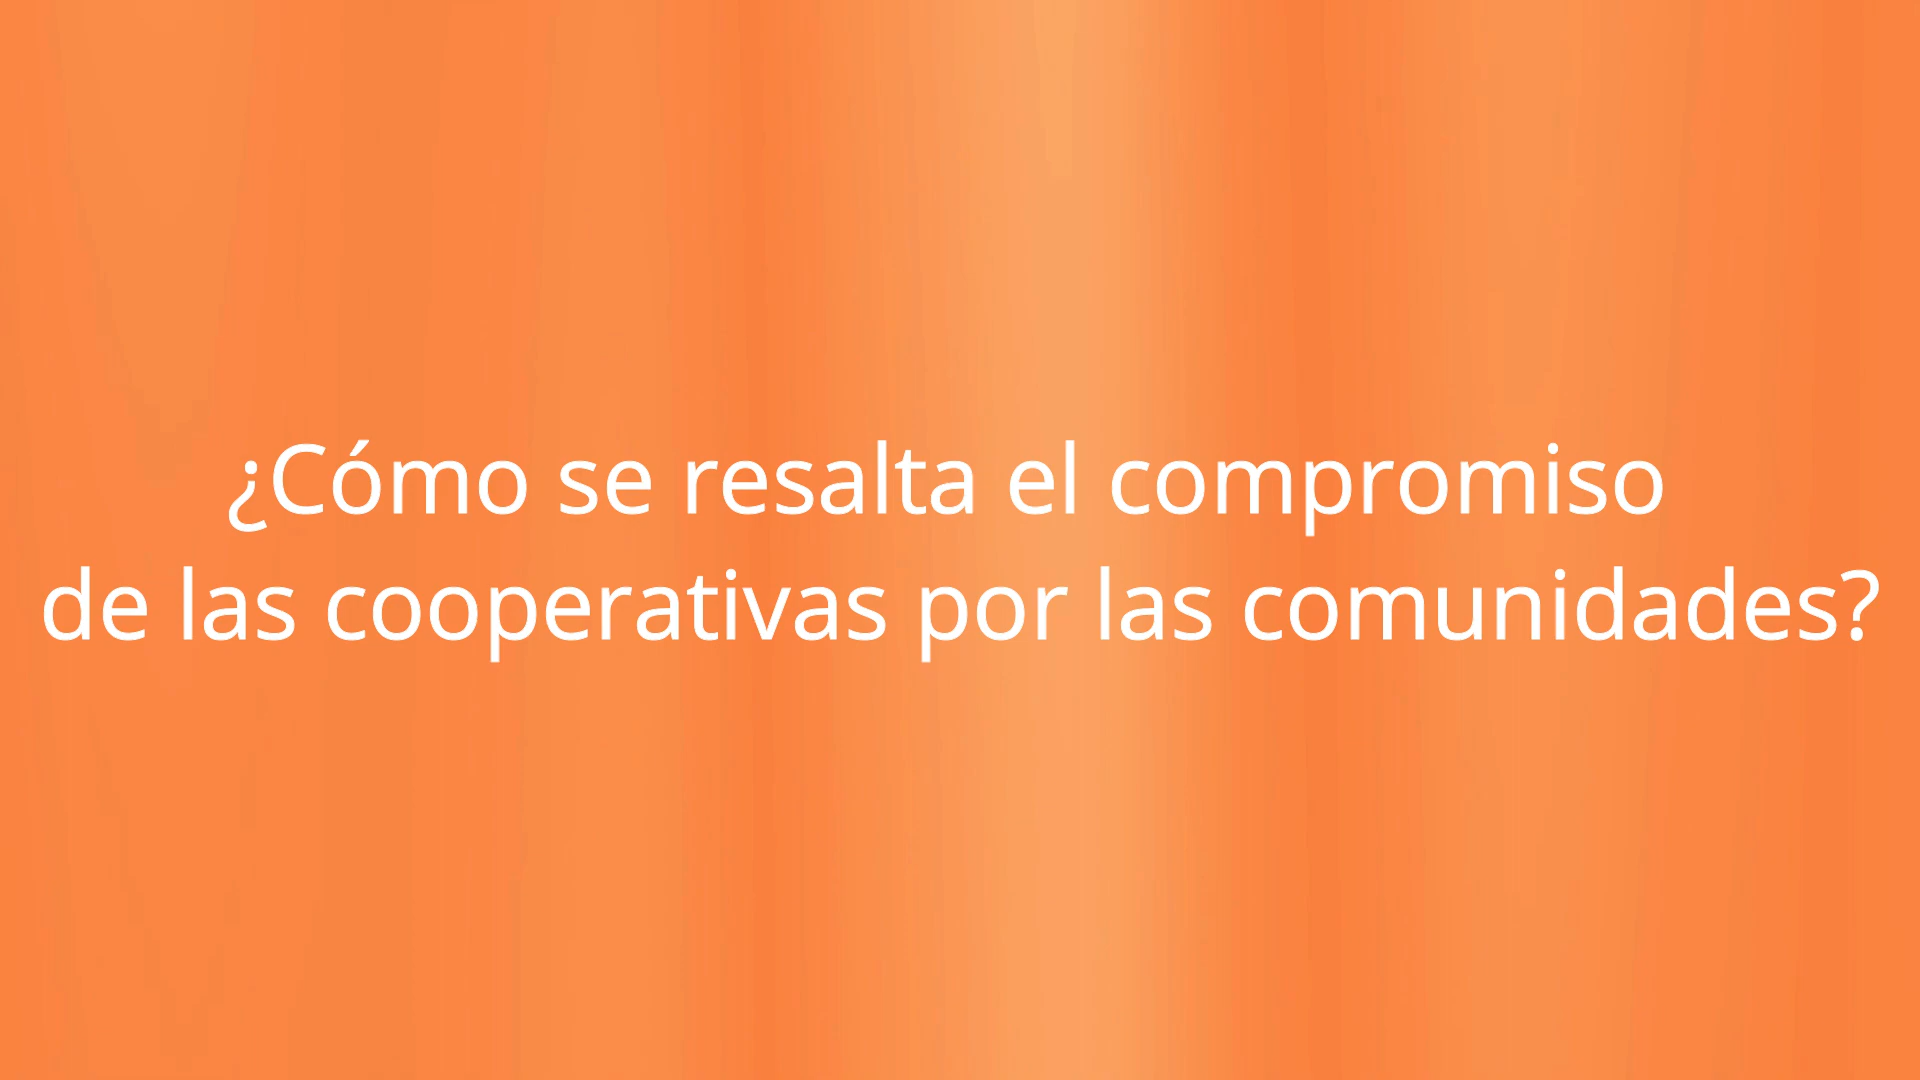 ¿Cómo se resalta el compromiso
de las cooperativas por las comunidades?